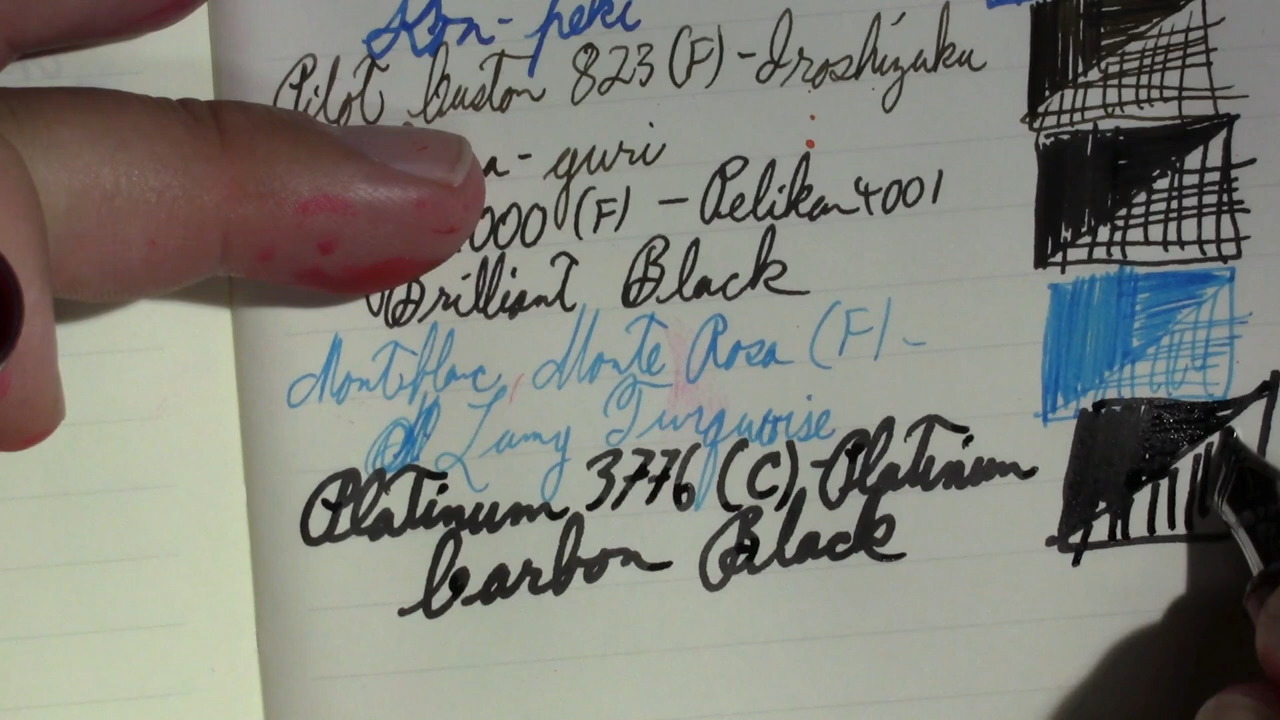 Kon-peki
Pilot Custom 823 (F) - Iroshizuku
a-guri
000 (F) - Pelikan 4001
Brilliant Black
Montblanc Monte Rosa (F) -
Lamy Turquoise
Platinum 3776 (C) - Platinum
Carbon Black